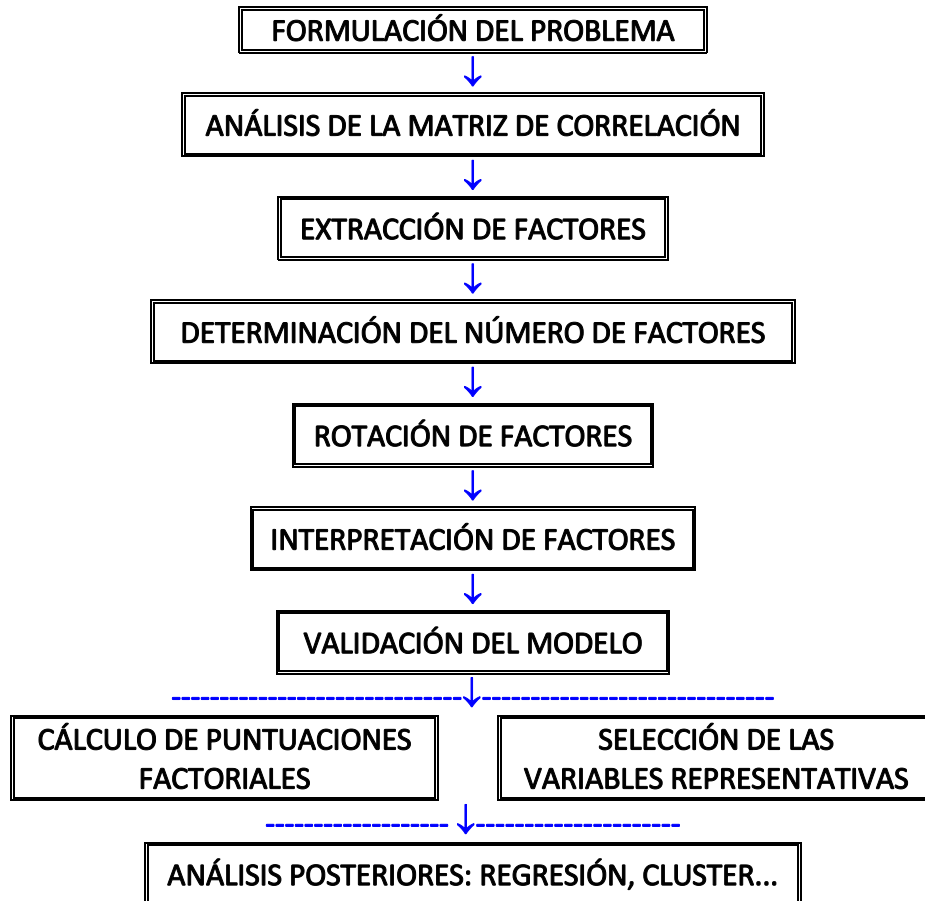 FORMULACIÓN DEL PROBLEMA
ANÁLISIS DE LA MATRIZ DE CORRELACIÓN
EXTRACCIÓN DE FACTORES
DETERMINACIÓN DEL NÚMERO DE FACTORES
ROTACIÓN DE FACTORES
INTERPRETACIÓN DE FACTORES
VALIDACIÓN DEL MODELO
CÁLCULO DE PUNTUACIONES
FACTORIALES
SELECCIÓN DE LAS
VARIABLES REPRESENTATIVAS
ANÁLISIS POSTERIORES: REGRESIÓN, CLUSTER...